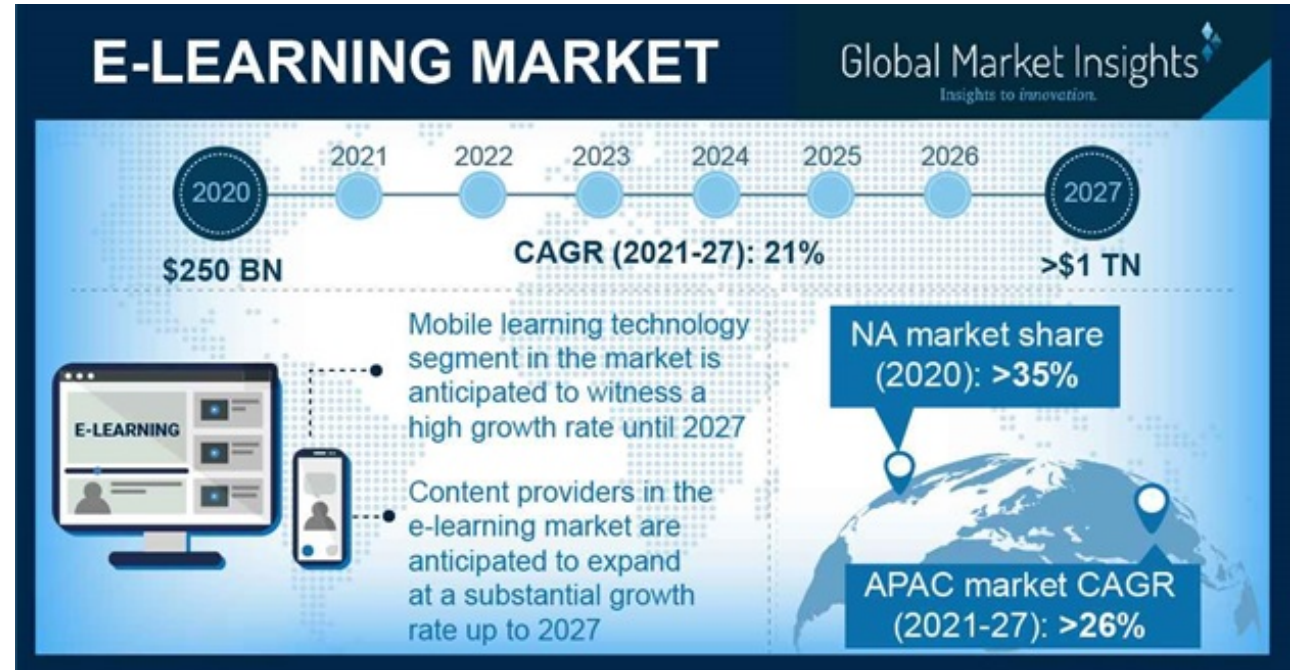 E-LEARNING MARKET
Global Market Insights
Insights to innovation.
2020
2021
2022
2023
2024
2025
2026
2027
$250 BN
CAGR (2021-27): 21%
>$1 TN
Mobile learning technology
segment in the market is
anticipated to witness a
high growth rate until 2027
E-LEARNING
Content providers in the
e-learning market are
anticipated to expand
at a substantial growth
rate up to 2027
NA market share
(2020): >35%
APAC market CAGR
(2021-27): >26%